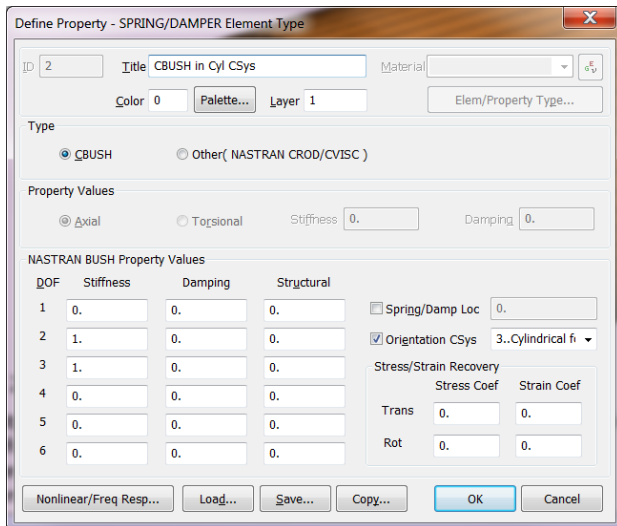 Define Property - SPRING/DAMPER Element Type
ID 2 Title CBUSH in Cyl CSys Material
Color 0 Palette... Layer 1 Elem/Property Type...
Type
CBUSH Other( NASTRAN CROD/CVISC )
Property Values
Axial Torsional Stiffness 0. Damping 0.
NASTRAN BUSH Property Values
DOF Stiffness Damping Structural
1 0. 0. 0. Spring/Damp Loc 0.
2 1. 0. 0. Orientation CSys 3..Cylindrical
3 1. 0. 0. Stress/Strain Recovery
Stress Coef Strain Coef
4 0. 0. 0. Trans 0. 0.
5 0. 0. 0.
6 0. 0. 0. Rot 0. 0.
Nonlinear/Freq Resp... Load... Save... Copy... OK Cancel